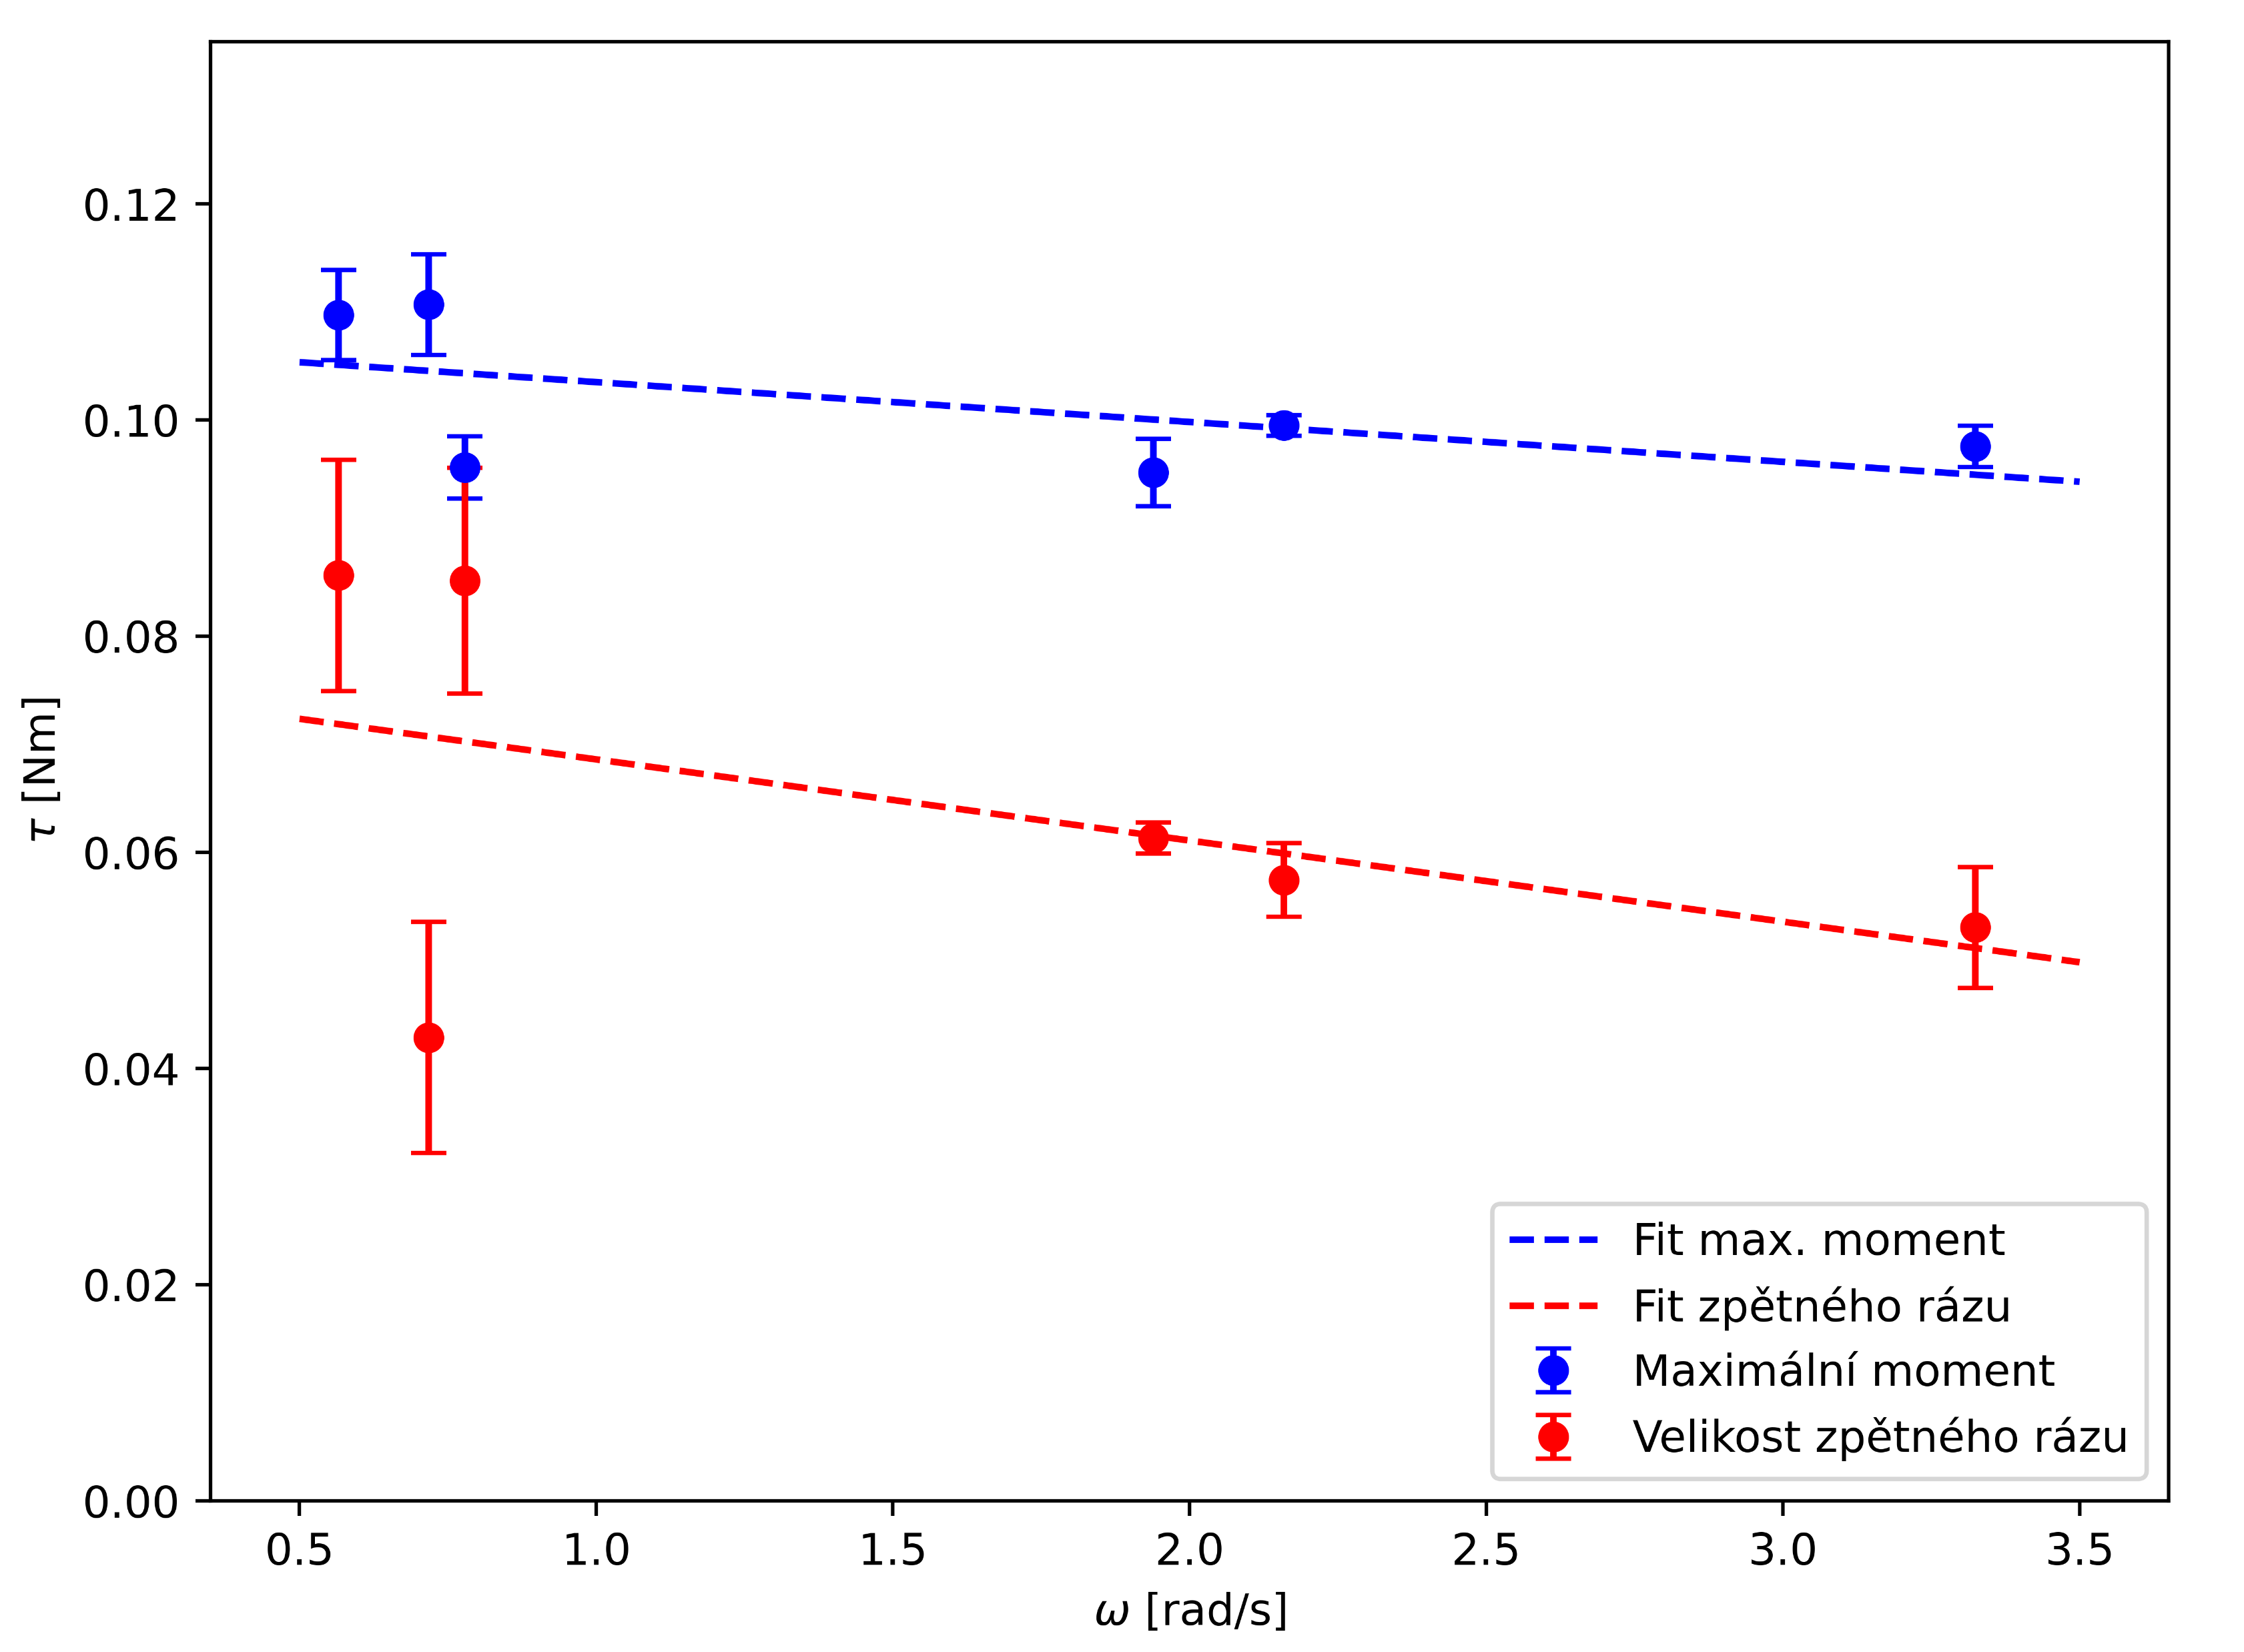 0.12
0.10
0.08
0.06
0.04
0.02
0.00
τ [Nm]
0.5 1.0 1.5 2.0 2.5 3.0 3.5
ω [rad/s]
Fit max. moment
Fit zpětného rázu
Maximální moment
Velikost zpětného rázu